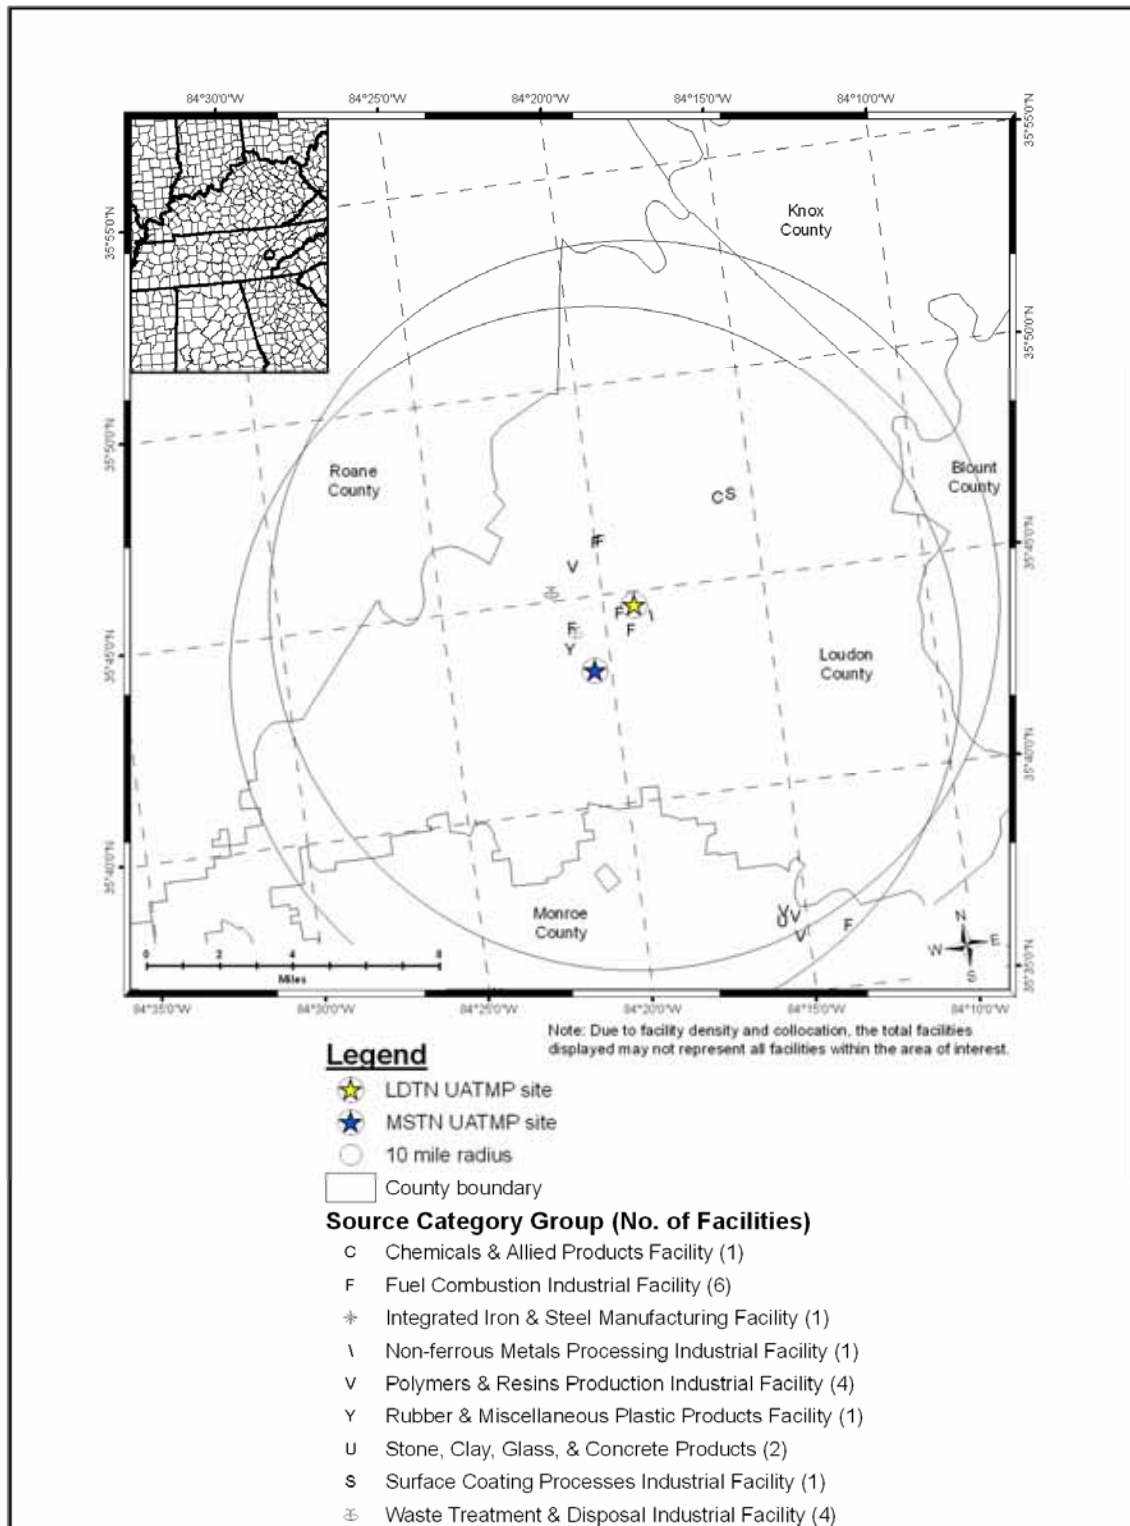 84°30'0"W 84°25'0"W 84°20'0"W 84°15'0"W 84°10'0"W
35°55'0"N
35°55'0"N
Knox
County
35°50'0"N
35°50'0"N
Roane
County
Blount
County
C S
F
35°45'0"N
V
F
F
F
Y
35°45'0"N
Loudon
County
35°40'0"N
35°40'0"N
Monroe
County
V
U V
V
F
N
W E
S
0 2 4 8
Miles
35°35'0"N
84°35'0"W 84°30'0"W 84°25'0"W 84°20'0"W 84°15'0"W 84°10'0"W
Note: Due to facility density and collocation, the total facilities
displayed may not represent all facilities within the area of interest.
Legend
LDTN UATMP site
MSTN UATMP site
10 mile radius
County boundary
Source Category Group (No. of Facilities)
C Chemicals & Allied Products Facility (1)
F Fuel Combustion Industrial Facility (6)
Integrated Iron & Steel Manufacturing Facility (1)
\ Non-ferrous Metals Processing Industrial Facility (1)
V Polymers & Resins Production Industrial Facility (4)
Y Rubber & Miscellaneous Plastic Products Facility (1)
U Stone, Clay, Glass, & Concrete Products (2)
S Surface Coating Processes Industrial Facility (1)
Waste Treatment & Disposal Industrial Facility (4)